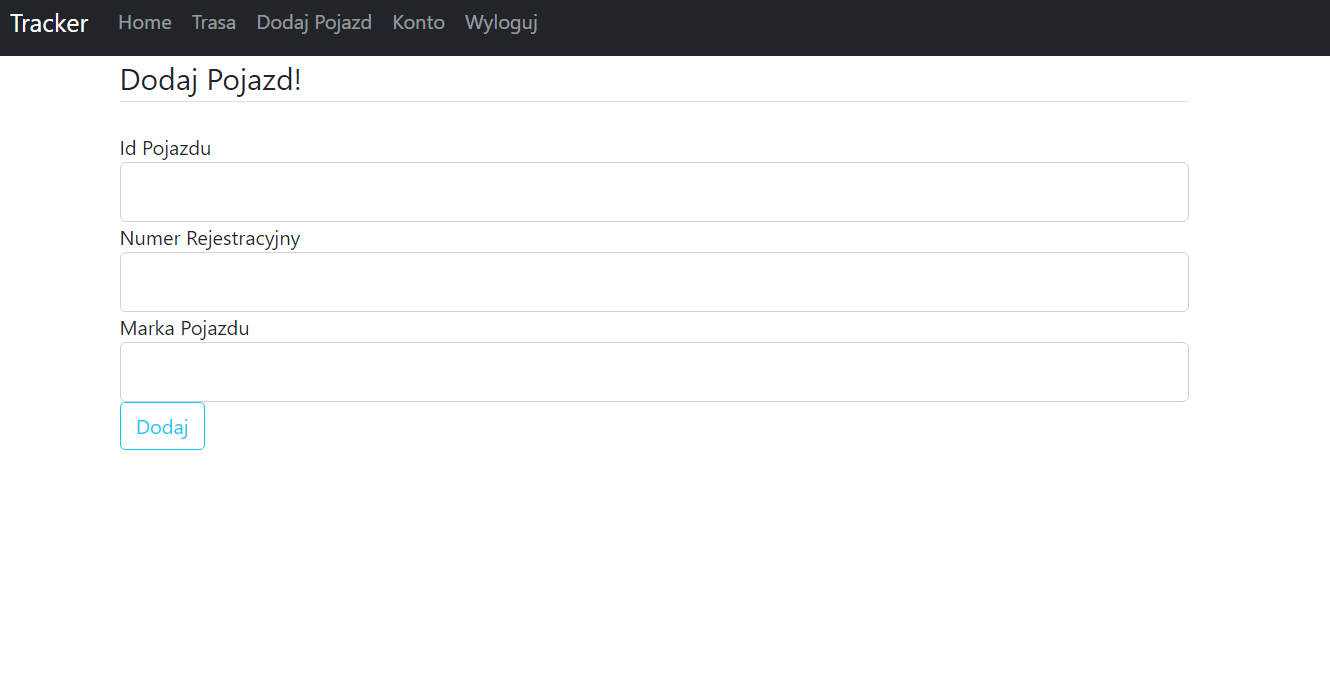 Tracker Home Trasa Dodaj Pojazd Konto Wyloguj
Dodaj Pojazd!
Id Pojazdu
Numer Rejestracyjny
Marka Pojazdu
Dodaj